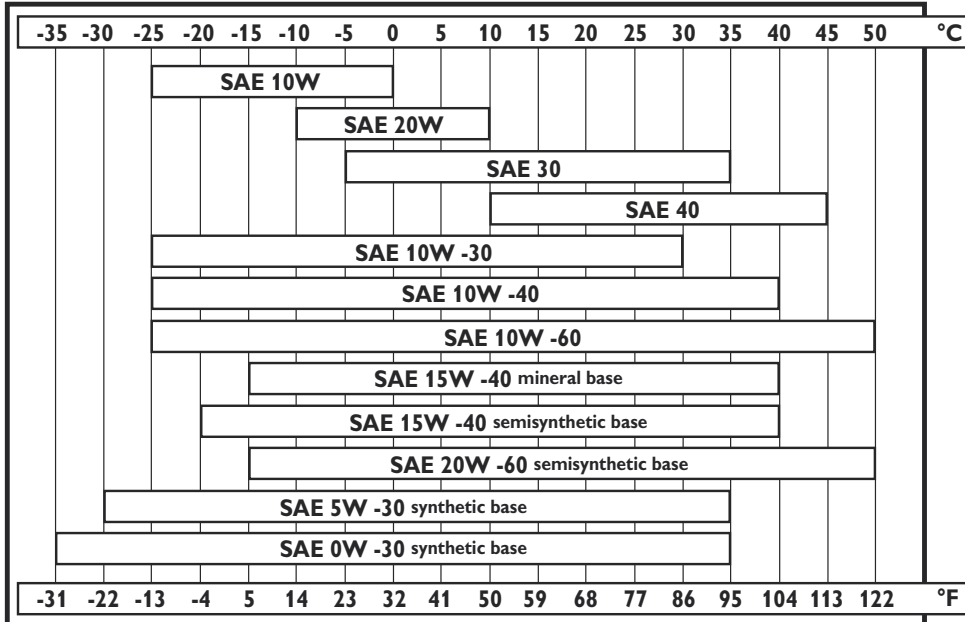 -35 -30 -25 -20 -15 -10 -5 0 5 10 15 20 25 30 35 40 45 50 °C
SAE 10W
SAE 20W
SAE 30
SAE 40
SAE 10W -30
SAE 10W -40
SAE 10W -60
SAE 15W -40 mineral base
SAE 15W -40 semisynthetic base
SAE 20W -60 semisynthetic base
SAE 5W -30 synthetic base
SAE 0W -30 synthetic base
-31 -22 -13 -4 5 14 23 32 41 50 59 68 77 86 95 104 113 122 °F